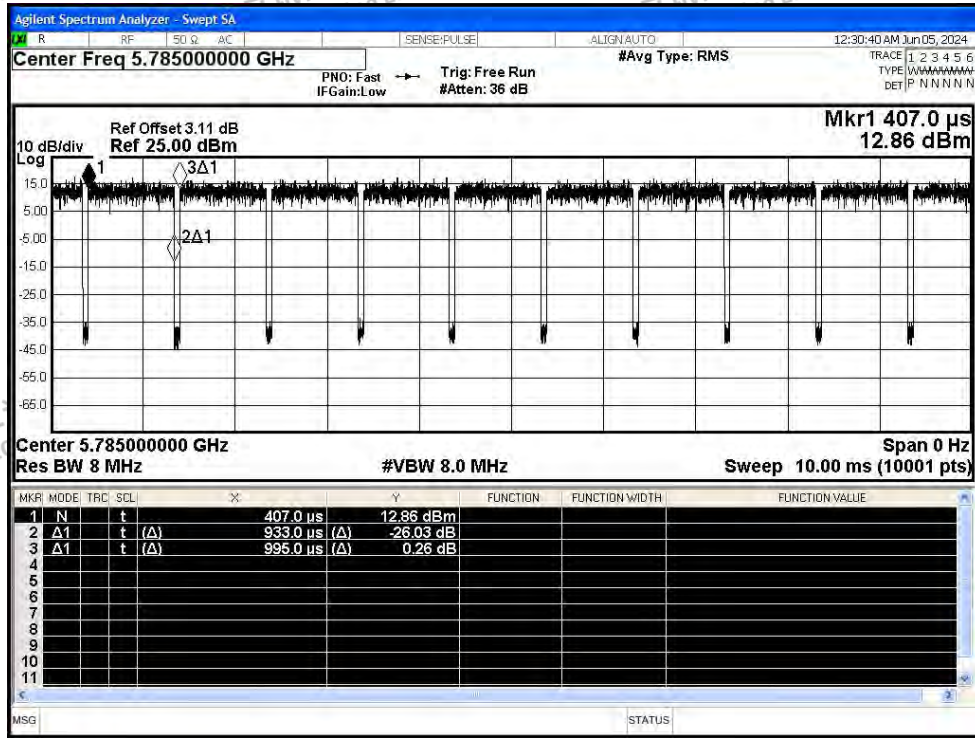 Agilent Spectrum Analyzer - Swept SA
LXI R RF 50 Ω AC SENSE:PULSE ALIGN AUTO 12:30:40 AM Jun 05, 2024
Center Freq 5.785000000 GHz #Avg Type: RMS TRACE 1 2 3 4 5 6
PNO: Fast Trig: Free Run TYPE WWWWWW
IFGain:Low #Atten: 36 dB DET P N N N N N
Mkr1 407.0 µs
12.86 dBm
Ref Offset 3.11 dB
10 dB/div Ref 25.00 dBm
Log
1 3Δ1
15.0
5.00
2Δ1
-5.00
-15.0
-25.0
-35.0
-45.0
-55.0
-65.0
Center 5.785000000 GHz Span 0 Hz
Res BW 8 MHz #VBW 8.0 MHz Sweep 10.00 ms (10001 pts)
MKR MODE TRC SCL X Y FUNCTION FUNCTION WIDTH FUNCTION VALUE
1 N t 407.0 µs 12.86 dBm
2 Δ1 t (Δ) 933.0 µs (Δ) -26.03 dB
3 Δ1 t (Δ) 995.0 µs (Δ) 0.26 dB
4
5
6
7
8
9
10
11
MSG STATUS